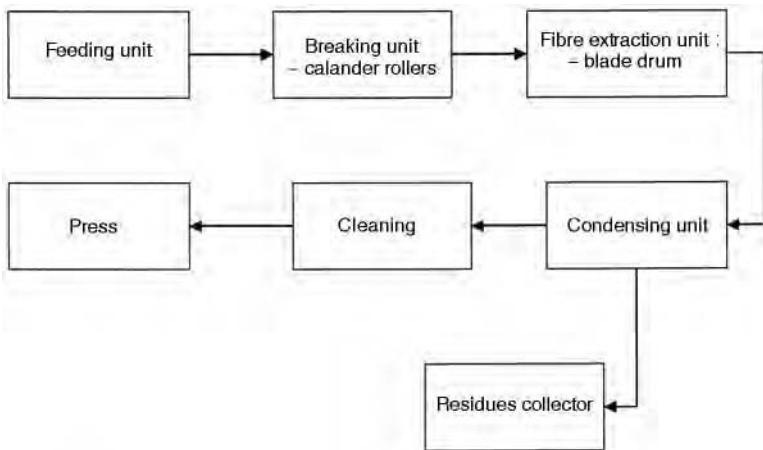 Feeding unit
Breaking unit
– calander rollers
Fibre extraction unit :
– blade drum
Press
Cleaning
Condensing unit
Residues collector